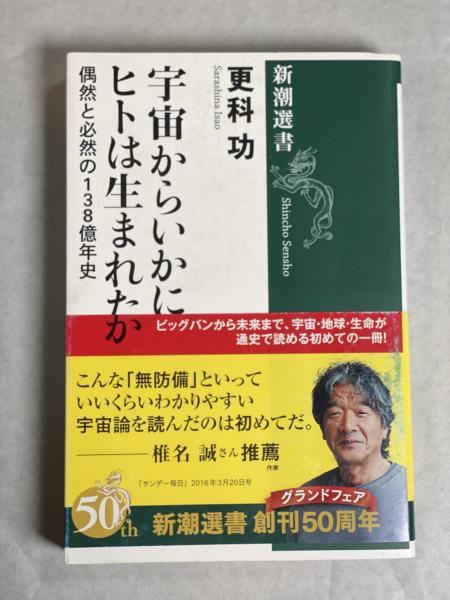 新潮選書
Shincho Sensho
更科 功
Sarashina Isao
宇宙からいかに
ヒトは生まれたか
偶然と必然の138億年史
ビッグバンから未来まで、宇宙・地球・生命が
通史で読める初めての一冊!
こんな「無防備」といって
いいくらいわかりやすい
宇宙論を読んだのは初めてだ。
――椎名 誠さん推薦
作家
「サンデー毎日」2016年3月20日号
グランドフェア
50th
新潮選書 創刊50周年